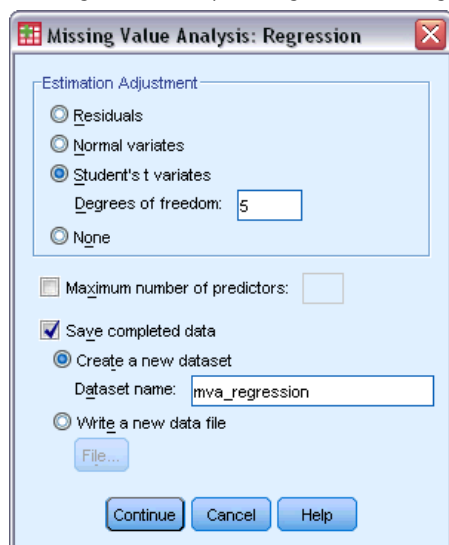 Missing Value Analysis: Regression
Estimation Adjustment
Residuals
Normal variates
Student's t variates
Degrees of freedom: 5
None
Maximum number of predictors:
Save completed data
Create a new dataset
Dataset name: mva_regression
Write a new data file
File...
Continue Cancel Help